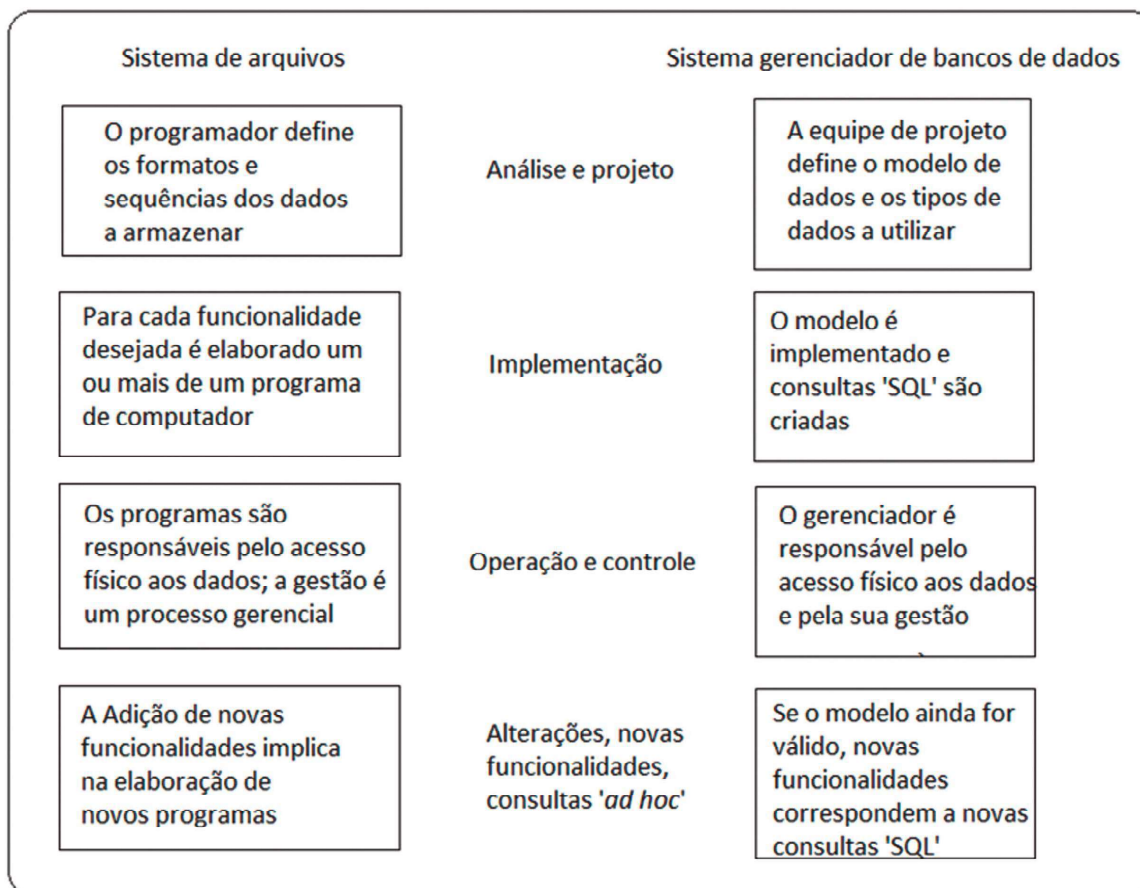 Sistema de arquivos
Sistema gerenciador de bancos de dados
O programador define
os formatos e
sequências dos dados
a armazenar
Análise e projeto
A equipe de projeto
define o modelo de
dados e os tipos de
dados a utilizar
Para cada funcionalidade
desejada é elaborado um
ou mais de um programa
de computador
Implementação
O modelo é
implementado e
consultas 'SQL' são
criadas
Os programas são
responsáveis pelo acesso
físico aos dados; a gestão é
um processo gerencial
Operação e controle
O gerenciador é
responsável pelo
acesso físico aos dados
e pela sua gestão
A Adição de novas
funcionalidades implica
na elaboração de
novos programas
Alterações, novas
funcionalidades,
consultas 'ad hoc'
Se o modelo ainda for
válido, novas
funcionalidades
correspondem a novas
consultas 'SQL'